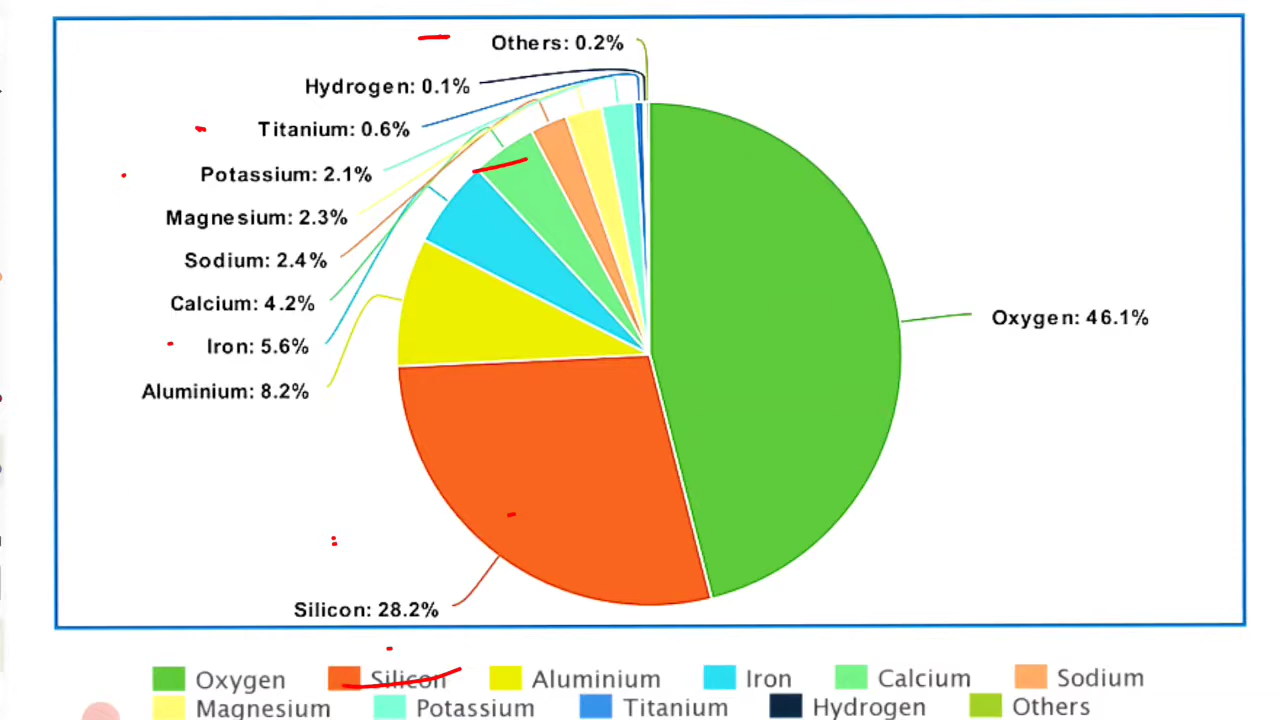 Others: 0.2%
Hydrogen: 0.1%
Titanium: 0.6%
Potassium: 2.1%
Magnesium: 2.3%
Sodium: 2.4%
Calcium: 4.2%
Oxygen: 46.1%
Iron: 5.6%
Aluminium: 8.2%
Silicon: 28.2%
Oxygen Silicon Aluminium Iron Calcium Sodium
Magnesium Potassium Titanium Hydrogen Others